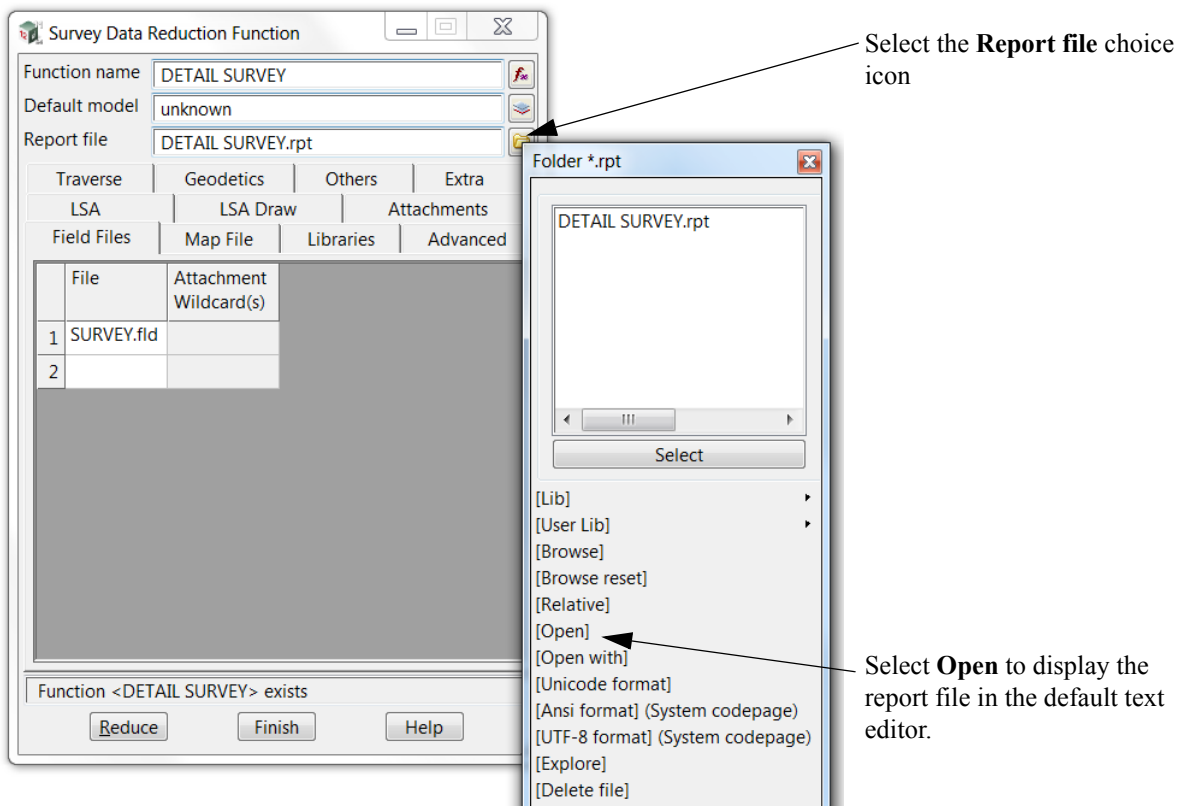 Survey Data Reduction Function
Function name DETAIL SURVEY
Default model unknown
Report file DETAIL SURVEY.rpt
Traverse Geodetics Others Extra
LSA LSA Draw Attachments
Field Files Map File Libraries Advanced
File Attachment
Wildcard(s)
1 SURVEY.fld
2
Function <DETAIL SURVEY> exists
Reduce Finish Help
Select the Report file choice
icon
Folder *.rpt
DETAIL SURVEY.rpt
Select
[Lib]
[User Lib]
[Browse]
[Browse reset]
[Relative]
[Open]
[Open with]
[Unicode format]
[Ansi format] (System codepage)
[UTF-8 format] (System codepage)
[Explore]
[Delete file]
Select Open to display the
report file in the default text
editor.